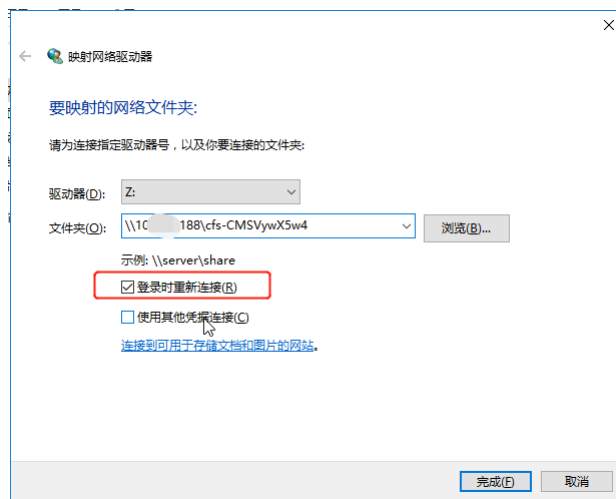 映射网络驱动器
要映射的网络文件夹:
请为连接指定驱动器号，以及你要连接的文件夹:
驱动器(D): Z:
文件夹(O): \\10 188\cfs-CMSVywX5w4 浏览(B)...
示例: \\server\share
登录时重新连接(R)
使用其他凭据连接(C)
连接到可用于存储文档和图片的网站。
完成(F) 取消